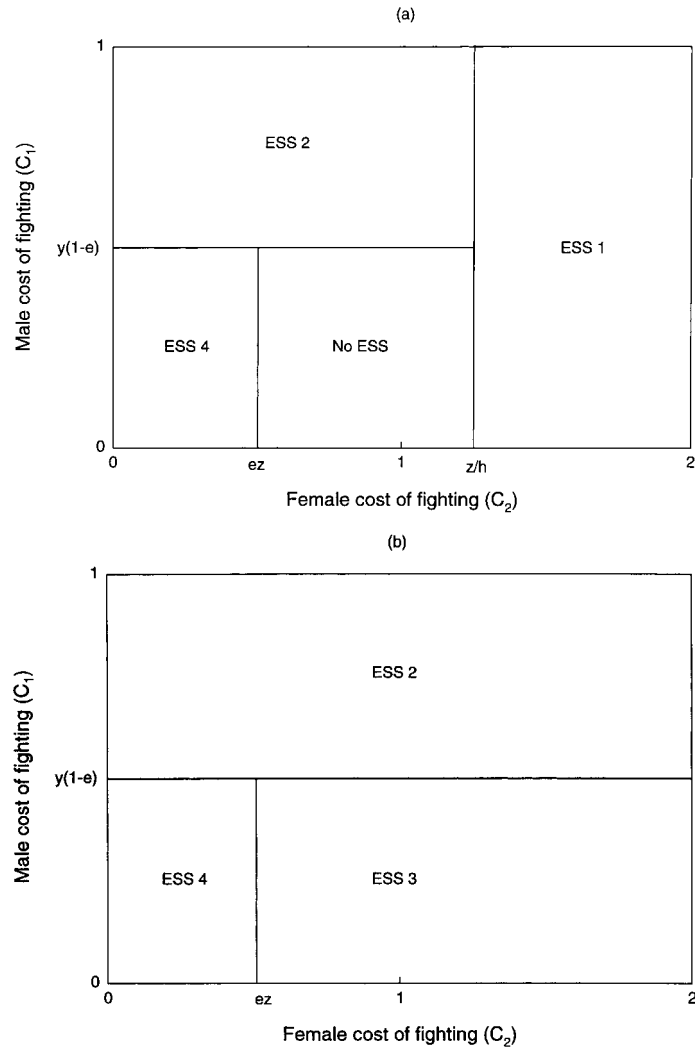 (a)
1
ESS 2
Male cost of fighting (C1)
y(1-e)
ESS 1
ESS 4
No ESS
0
0
ez
1
z/h
2
Female cost of fighting (C2)
(b)
1
ESS 2
Male cost of fighting (C1)
y(1-e)
ESS 4
ESS 3
0
0
ez
1
2
Female cost of fighting (C2)